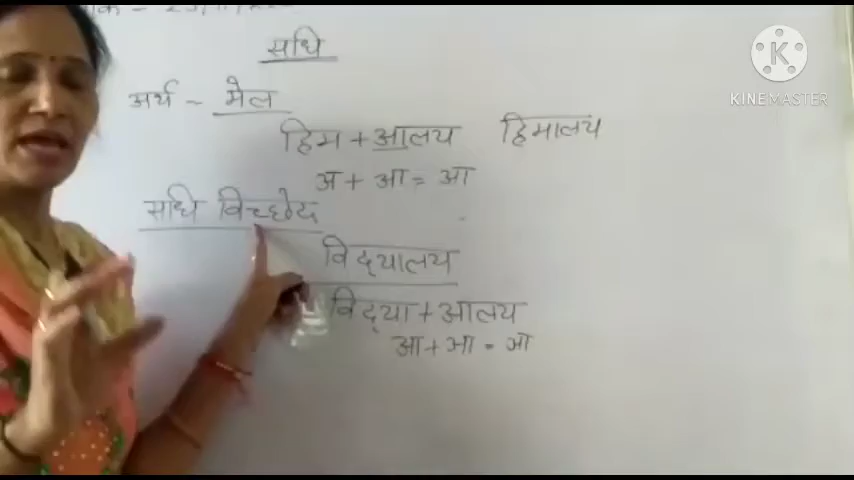 संधि
अर्थ ~ मेल
हिम + आलय हिमालय
अ + आ = आ
संधि विच्छेद
विद्यालय
विद्या + आलय
आ + आ = आ
K
KINEMASTER